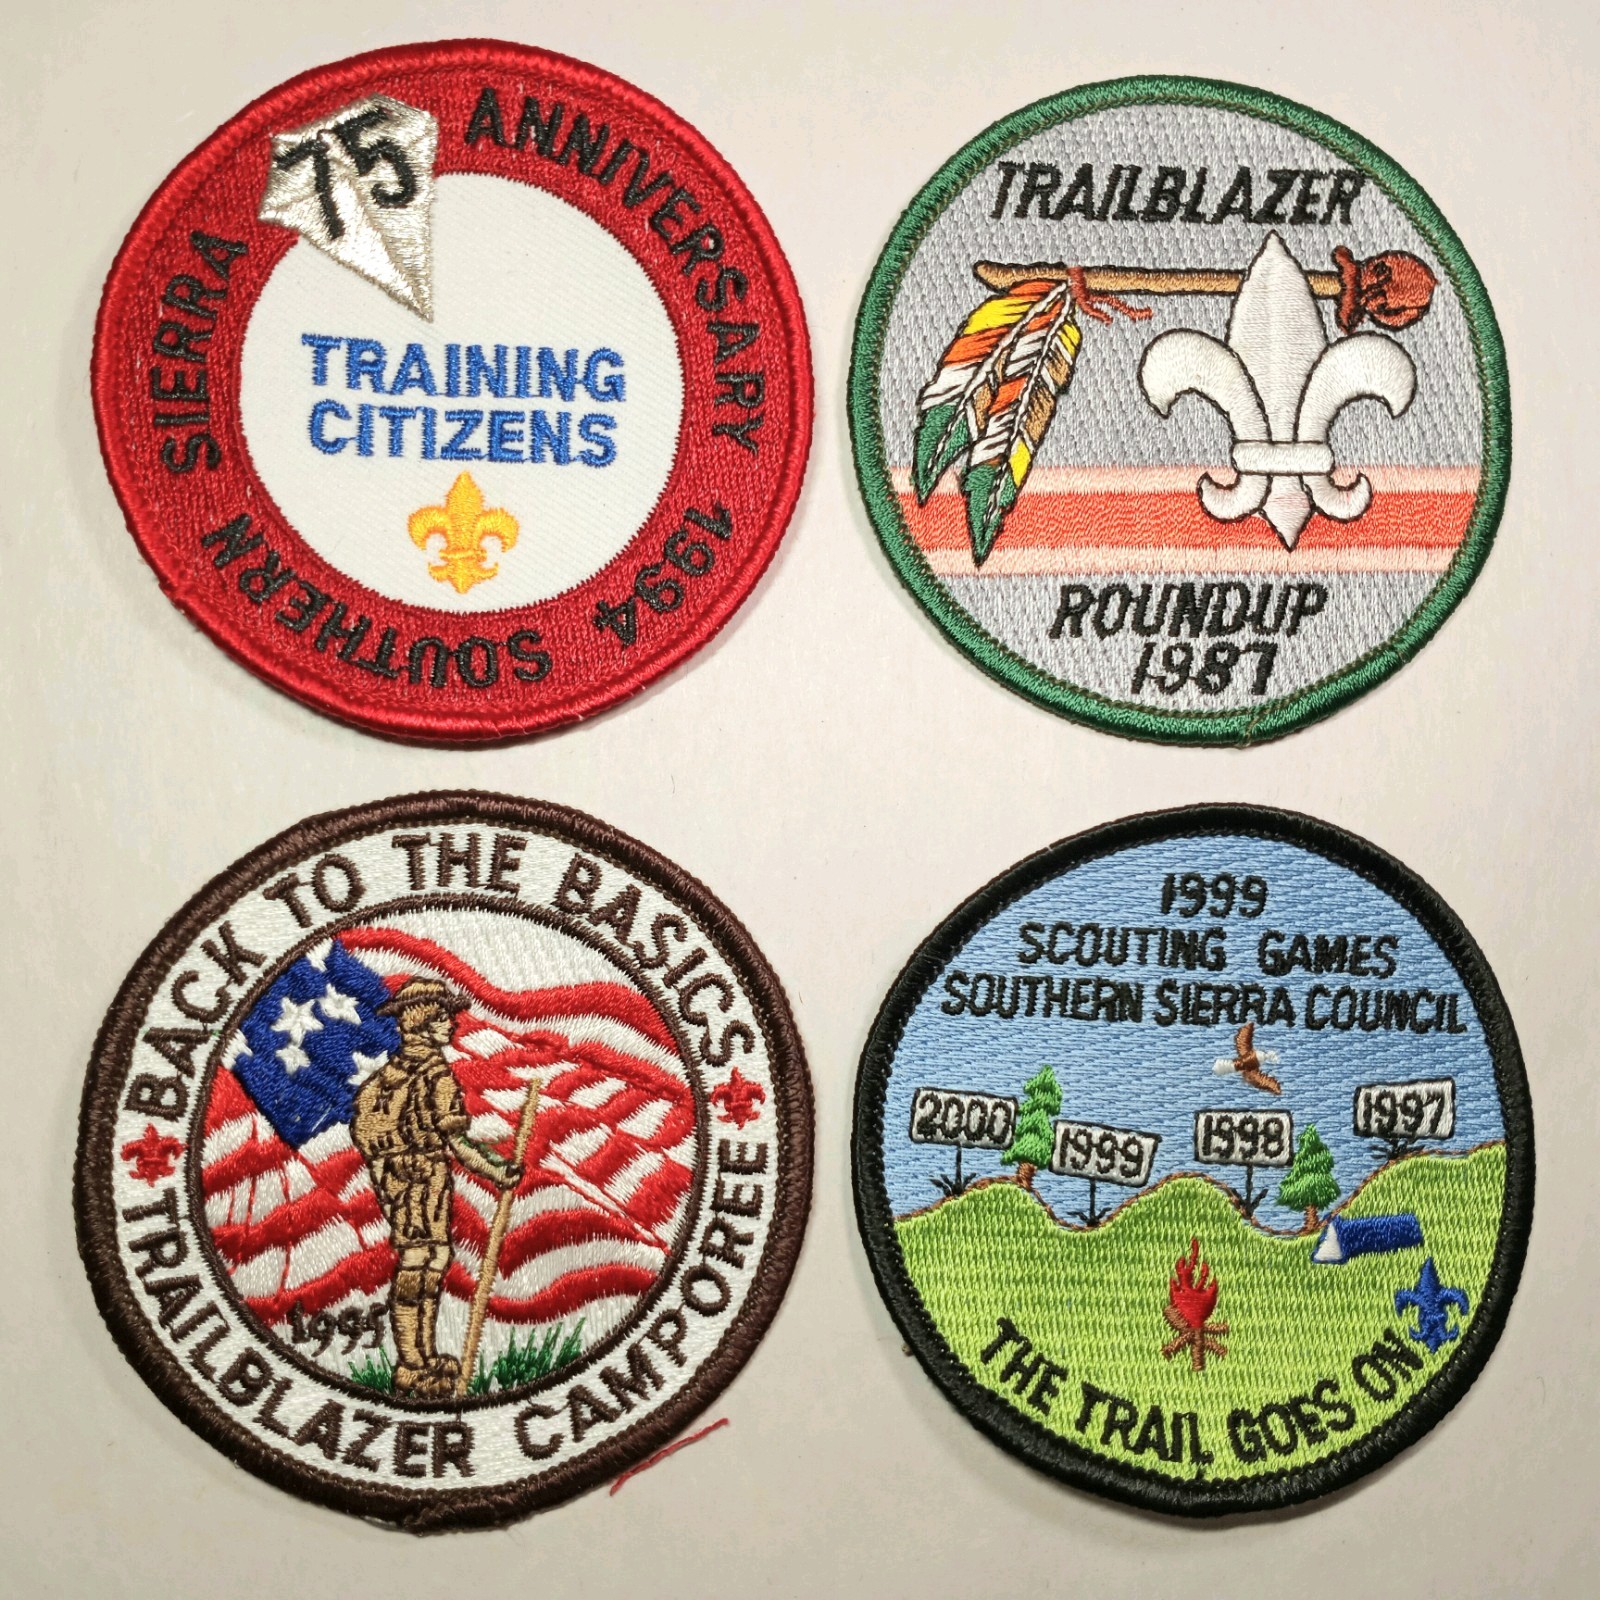 75
ANNIVERSARY 1994 SOUTHERN SIERRA
TRAINING
CITIZENS
TRAILBLAZER
ROUNDUP
1987
BACK TO THE BASICS
1995
TRAILBLAZER CAMPOREE
1999
SCOUTING GAMES
SOUTHERN SIERRA COUNCIL
2000 1999 1998 1997
THE TRAIL GOES ON